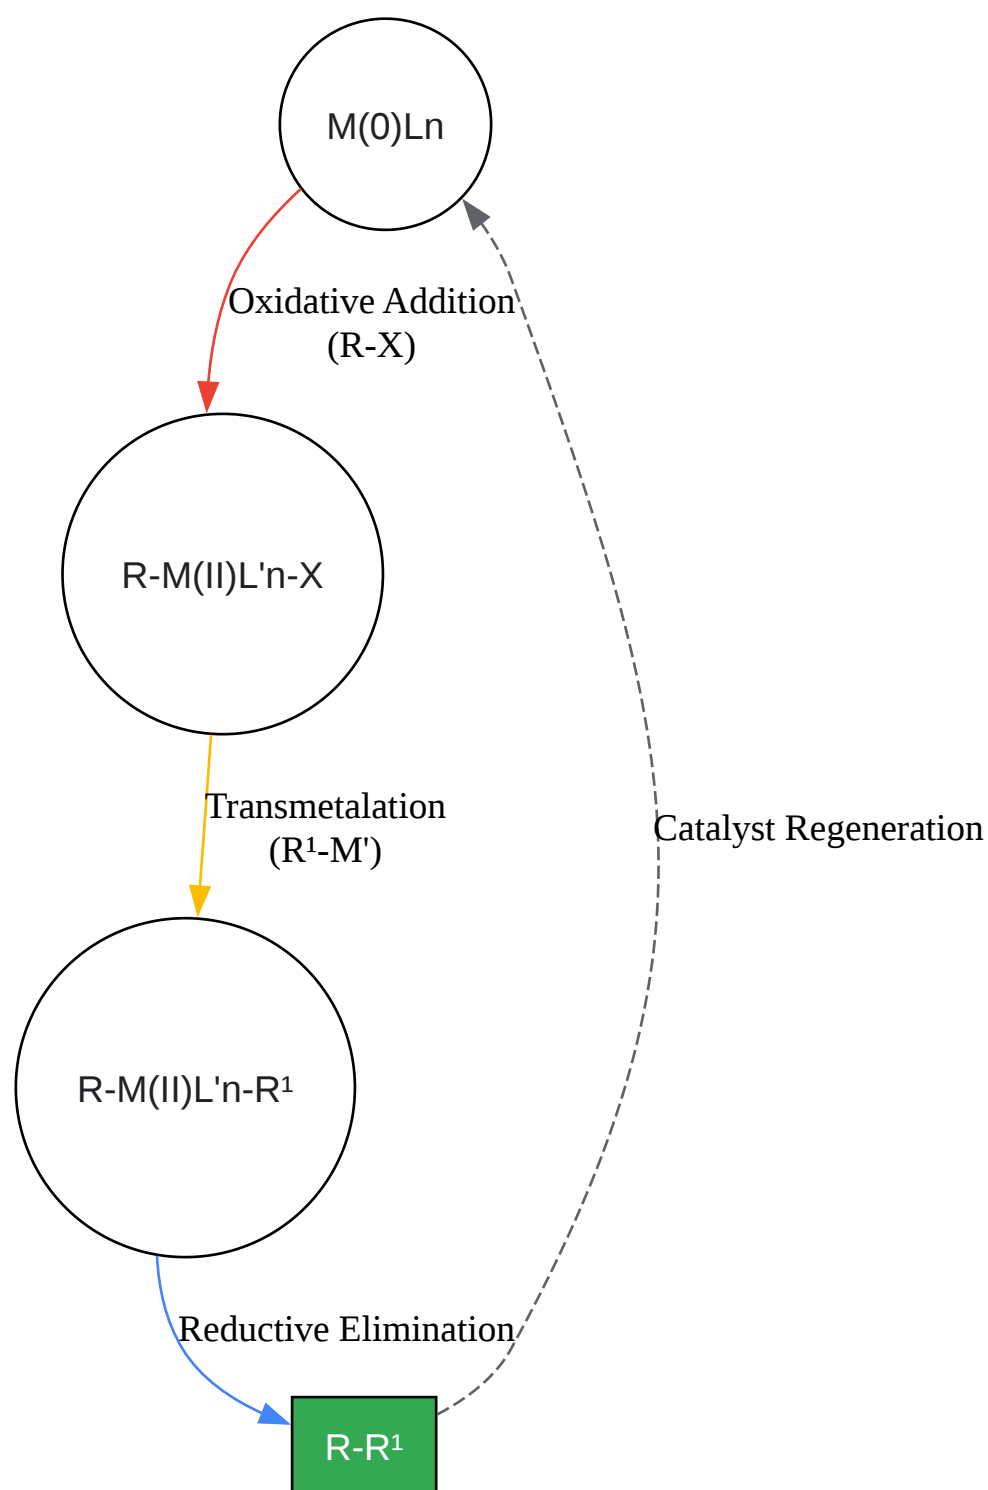 M(0)Ln
Oxidative Addition
(R-X)
R-M(II)L'n-X
Transmetalation
(R¹-M')
Catalyst Regeneration
R-M(II)L'n-R¹
Reductive Elimination
R-R¹